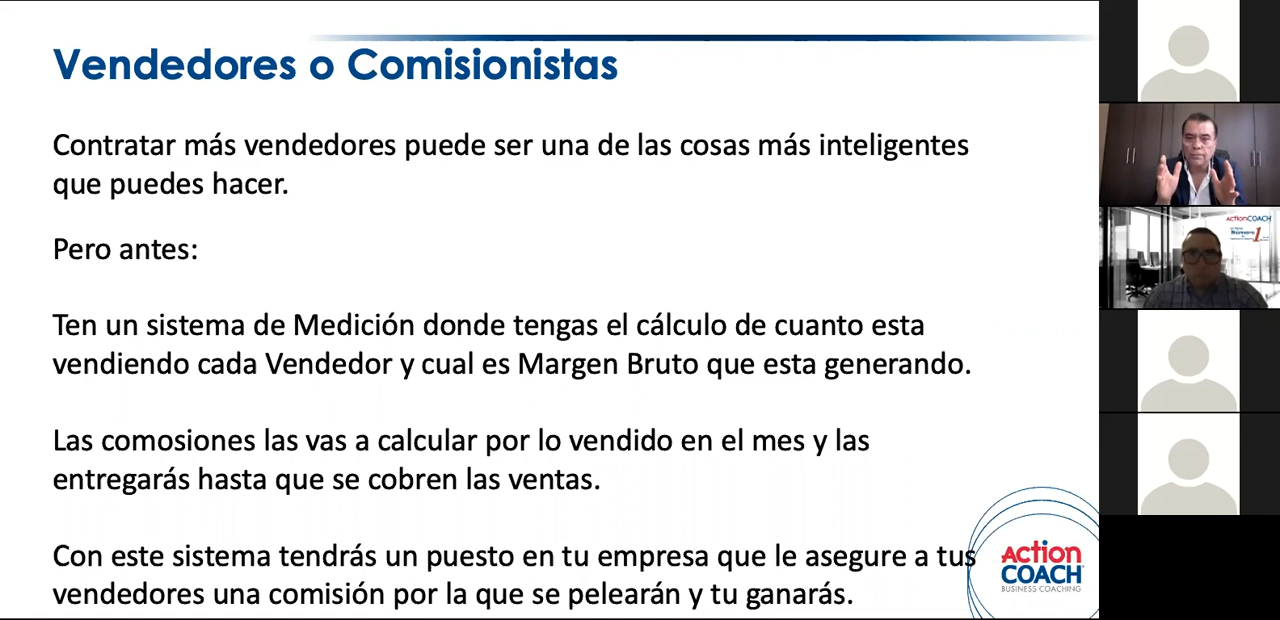 Vendedores o Comisionistas
Contratar más vendedores puede ser una de las cosas más inteligentes
que puedes hacer.
Pero antes:
Ten un sistema de Medición donde tengas el cálculo de cuanto esta
vendiendo cada Vendedor y cual es Margen Bruto que esta generando.
Las comosiones las vas a calcular por lo vendido en el mes y las
entregarás hasta que se cobren las ventas.
Con este sistema tendrás un puesto en tu empresa que le asegure a tus
vendedores una comisión por la que se pelearán y tu ganarás.
ACtion
COACH
BUSINESS COACHING
ActionCOACH
Número 1